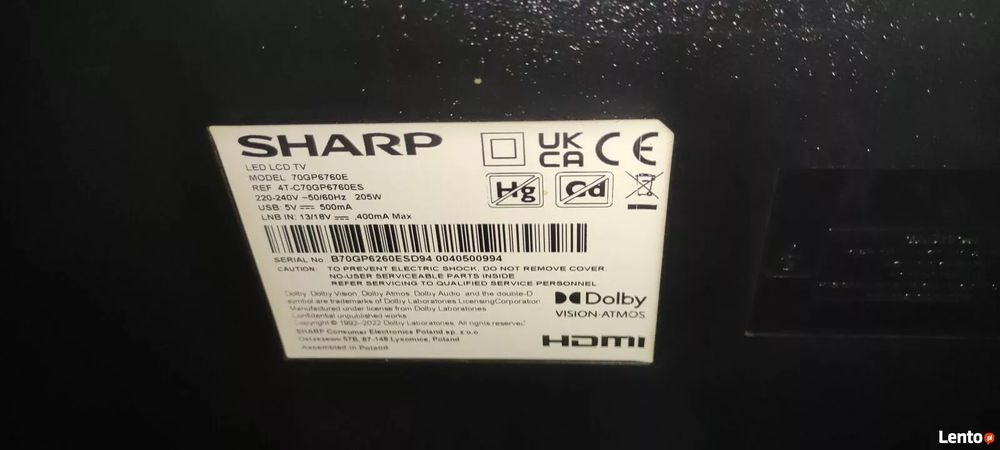 SHARP
LED LCD TV
MODEL 70GP6760E
REF 4T-C70GP6760ES
220-240V ~50/60Hz 205W
USB: 5V 500mA
LNB IN: 13/18V 400mA Max
UK
CA
CE
Hg
Cd
SERIAL No. B70GP6260ESD94 0040500994
CAUTION: TO PREVENT ELECTRIC SHOCK, DO NOT REMOVE COVER.
NO-USER SERVICEABLE PARTS INSIDE
REFER SERVICING TO QUALIFIED SERVICE PERSONNEL
Dolby, Dolby Vision, Dolby Atmos, Dolby Audio, and the double-D
symbol are trademarks of Dolby Laboratories Licensing Corporation
Manufactured under license from Dolby Laboratories
Confidential unpublished works
Copyright © 1992-2022 Dolby Laboratories. All rights reserved
Dolby
VISION·ATMOS
SHARP Consumer Electronics Poland sp. z o.o
Ostaszewo 57B, 87-148 Lysomice, Poland
Assembled in Poland
HDMI
Lento.pl